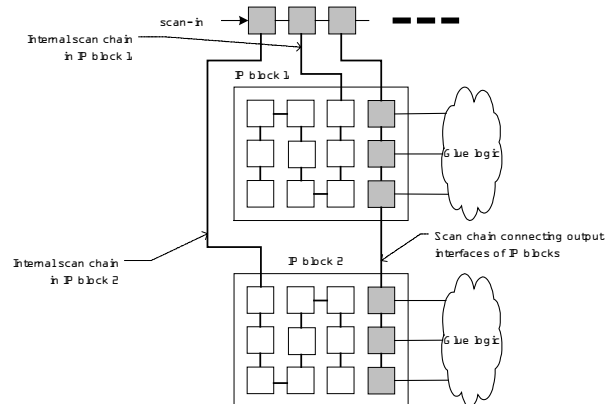 scan-in
Internal scan chain
in IP block 1
IP block 1
Glue logic
Scan chain connecting output
interfaces of IP blocks
Internal scan chain
in IP block 2
IP block 2
Glue logic